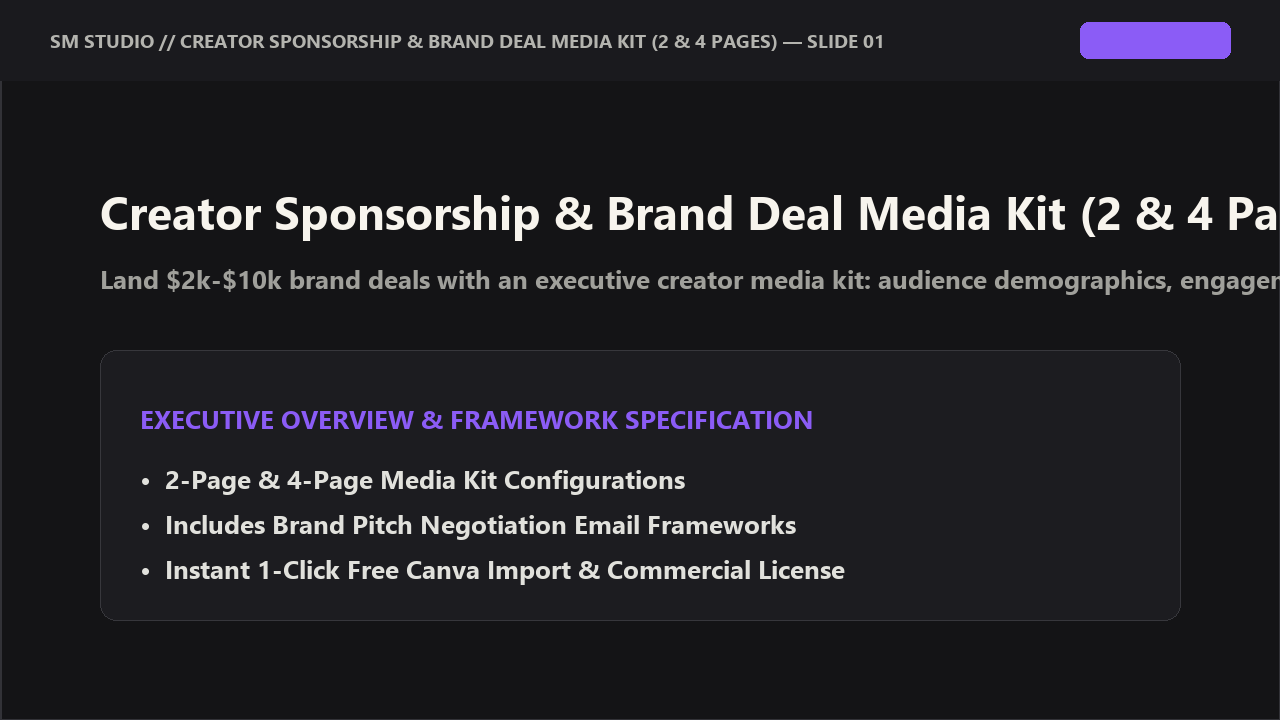 SM STUDIO // CREATOR SPONSORSHIP & BRAND DEAL MEDIA KIT (2 & 4 PAGES) — SLIDE 01
Creator Sponsorship & Brand Deal Media Kit (2 & 4 Pa
Land $2k-$10k brand deals with an executive creator media kit: audience demographics, engagem
EXECUTIVE OVERVIEW & FRAMEWORK SPECIFICATION
• 2-Page & 4-Page Media Kit Configurations
• Includes Brand Pitch Negotiation Email Frameworks
• Instant 1-Click Free Canva Import & Commercial License